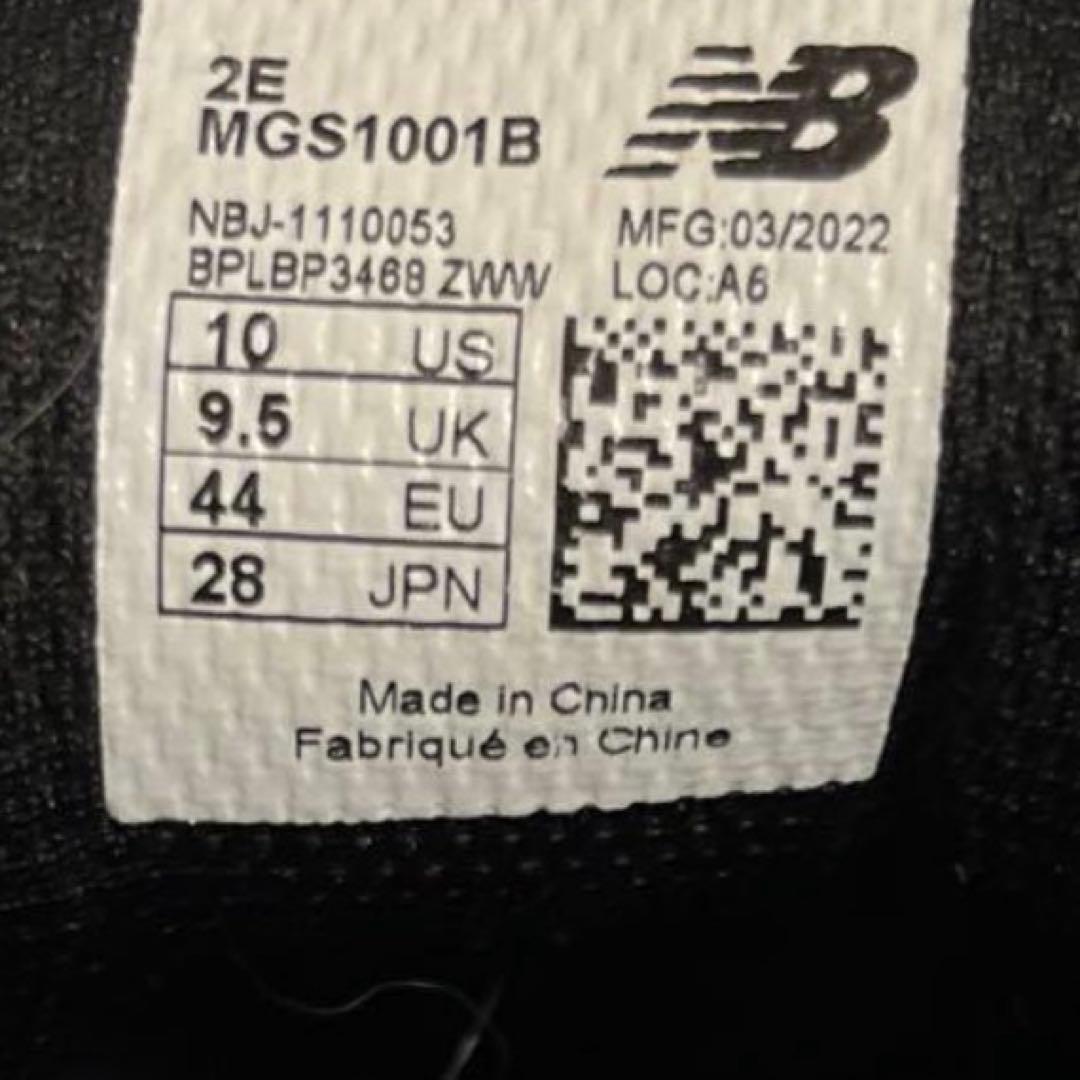 2E
MGS1001B
NB
NBJ-1110053
BPLBP3468 ZWW
MFG:03/2022
LOC:A6
10 US
9.5 UK
44 EU
28 JPN
Made in China
Fabriqué en Chine